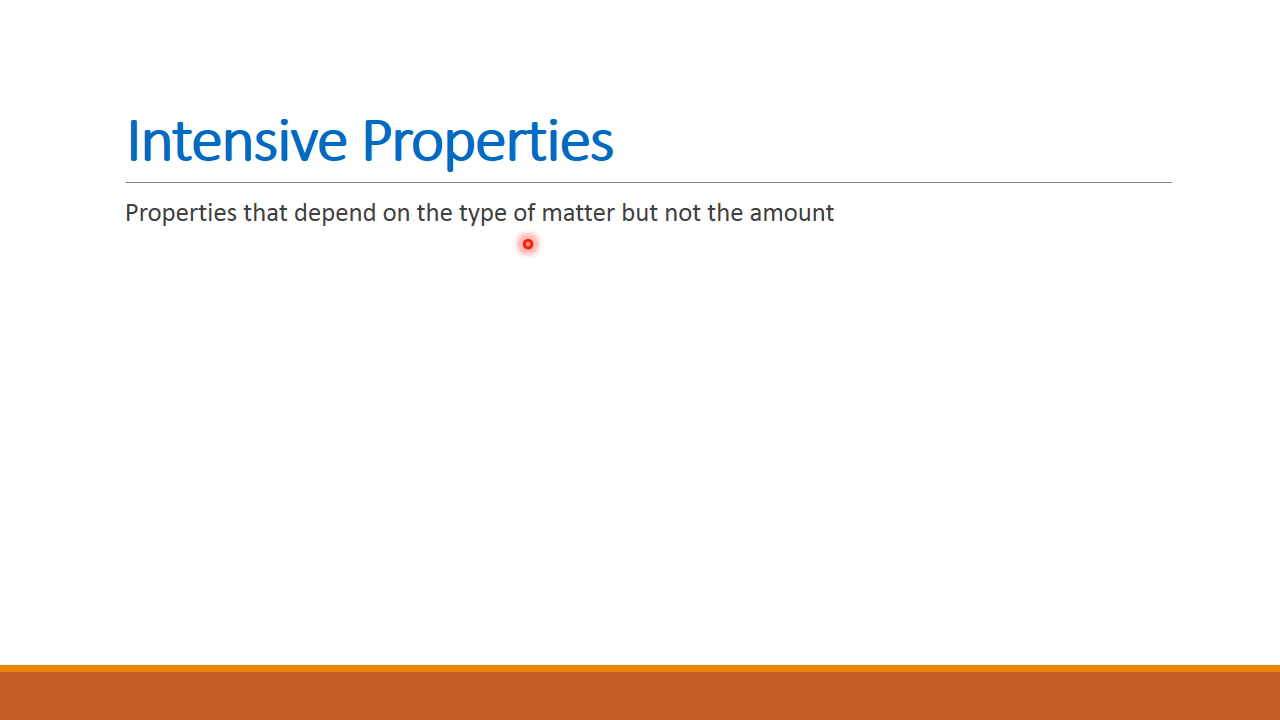 Intensive Properties
Properties that depend on the type of matter but not the amount